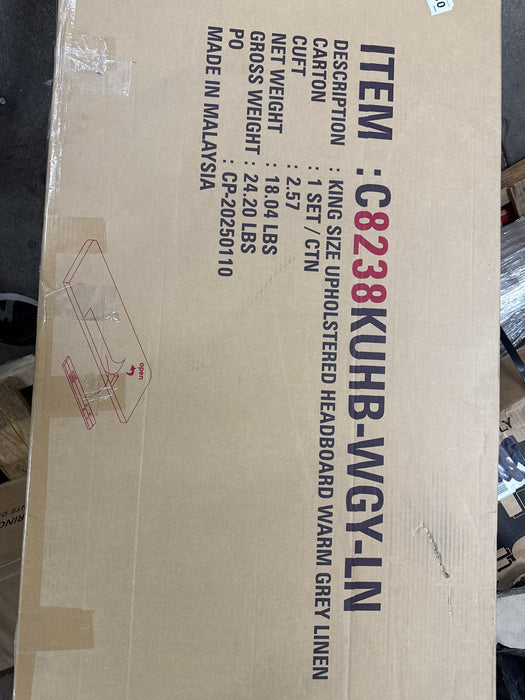 ITEM : C8238KUHB-WGY-LN
DESCRIPTION : KING SIZE UPHOLSTERED HEADBOARD WARM GREY LINEN
CARTON : 1 SET / CTN
CUFT : 2.57
NET WEIGHT : 18.04 LBS
GROSS WEIGHT : 24.20 LBS
PO : CP-20250110
MADE IN MALAYSIA
open